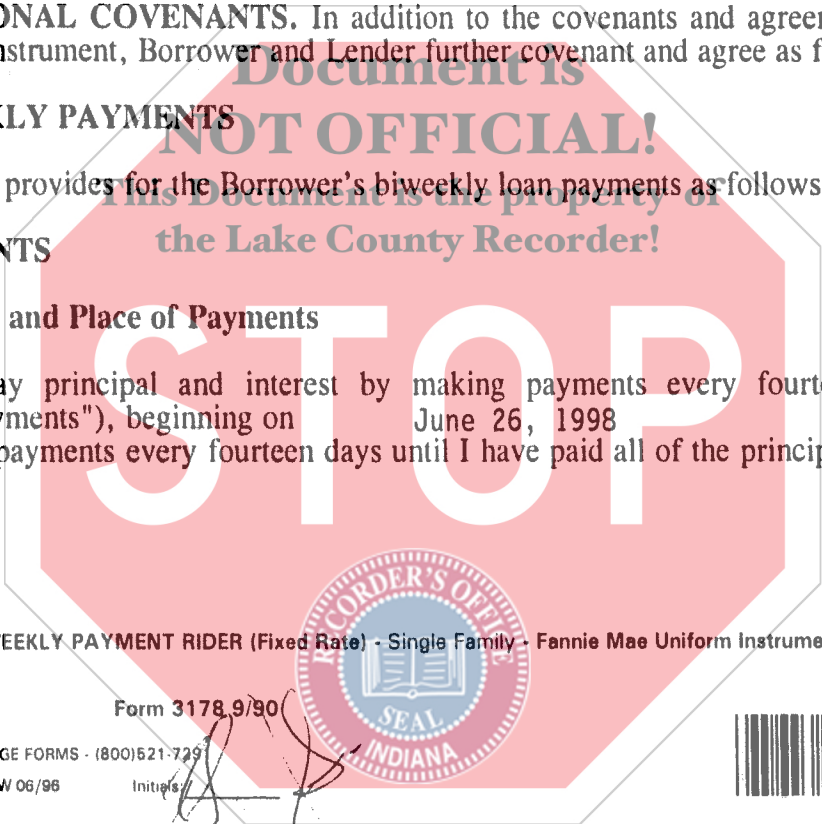 ONAL COVENANTS. In addition to the covenants and agreem
nstrument, Borrower and Lender further covenant and agree as f
Document is
KLY PAYMENTS
NOT OFFICIAL!
provides for the Borrower's biweekly loan payments as follows
This Document is the property of
the Lake County Recorder!
NTS
and Place of Payments
STOP
ay principal and interest by making payments every fourte
ments"), beginning on June 26, 1998
payments every fourteen days until I have paid all of the princip
RECORDER'S OFFICE
EEKLY PAYMENT RIDER (Fixed Rate) - Single Family - Fannie Mae Uniform Instrume
SEAL
INDIANA
Form 3178 9/90
GE FORMS - (800)521-729
W 06/96 Initials: